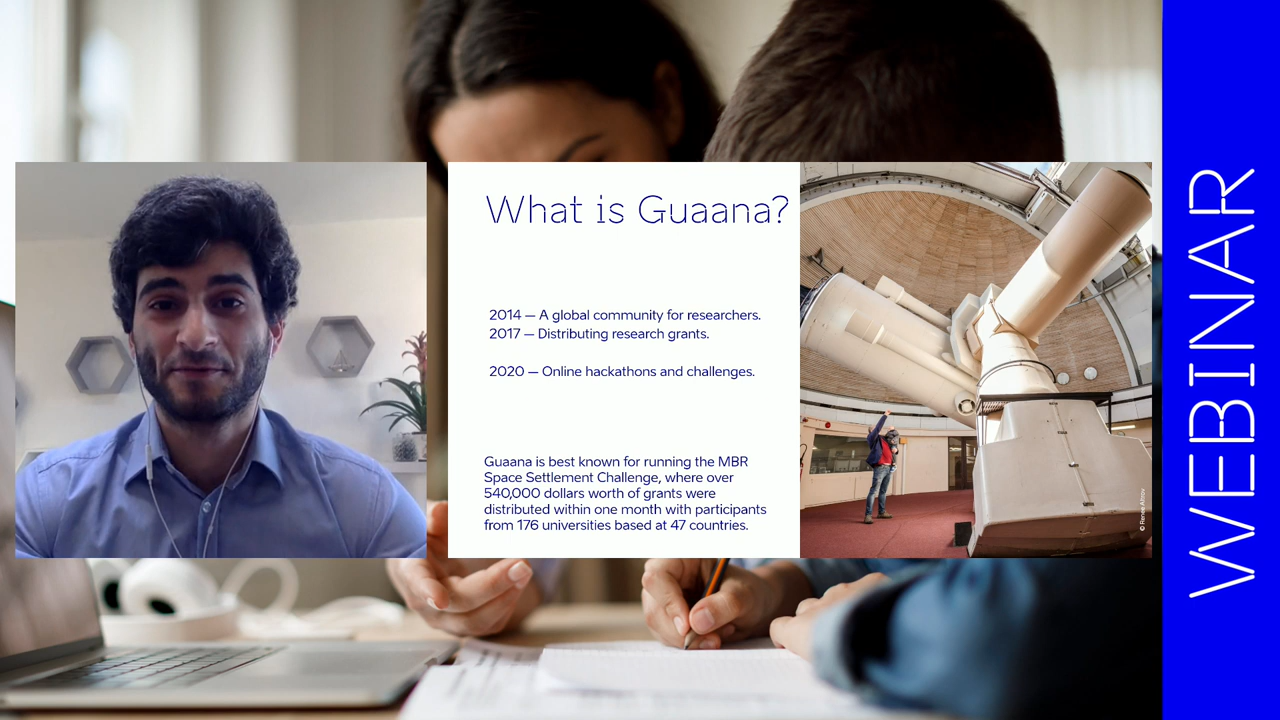 What is Guaana?
2014 — A global community for researchers.
2017 — Distributing research grants.
2020 — Online hackathons and challenges.
Guaana is best known for running the MBR
Space Settlement Challenge, where over
540,000 dollars worth of grants were
distributed within one month with participants
from 176 universities based at 47 countries.
© Renee Altrov
WEBINAR